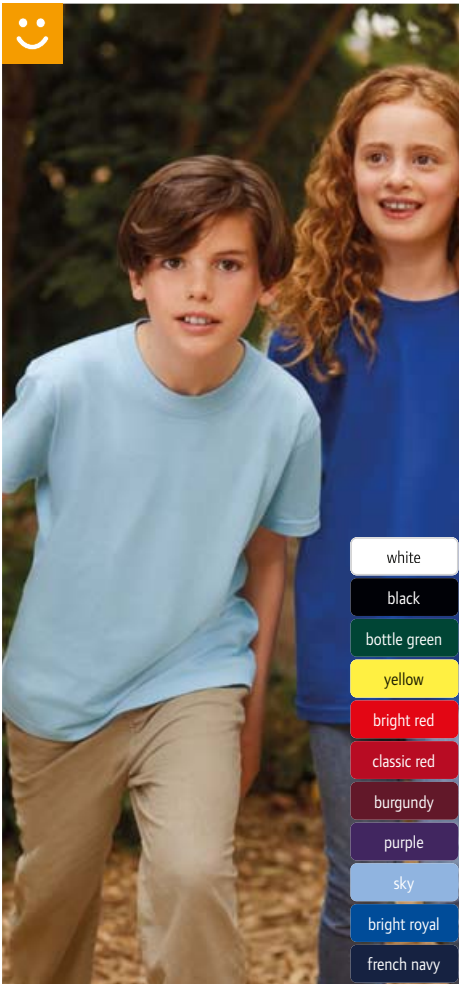 white
black
bottle green
yellow
bright red
classic red
burgundy
purple
sky
bright royal
french navy